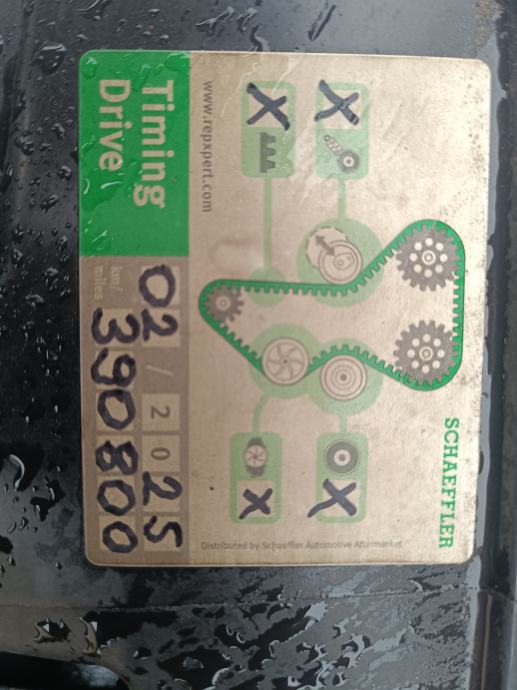 SCHAEFFLER
X X
X X
www.repxpert.com
Distributed by Schaeffler Automotive Aftermarket
Timing
Drive
02 / 2025
km/
miles
390800